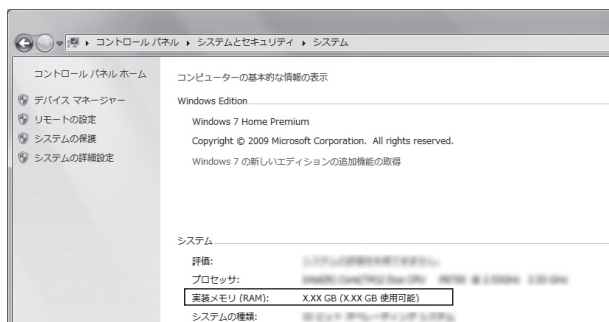 コントロール パネル ▸ システムとセキュリティ ▸ システム
コントロール パネル ホーム
デバイス マネージャー
リモートの設定
システムの保護
システムの詳細設定
コンピューターの基本的な情報の表示
Windows Edition
Windows 7 Home Premium
Copyright © 2009 Microsoft Corporation. All rights reserved.
Windows 7 の新しいエディションの追加機能の取得
システム
評価:
プロセッサ:
実装メモリ (RAM): X.XX GB (X.XX GB 使用可能)
システムの種類: